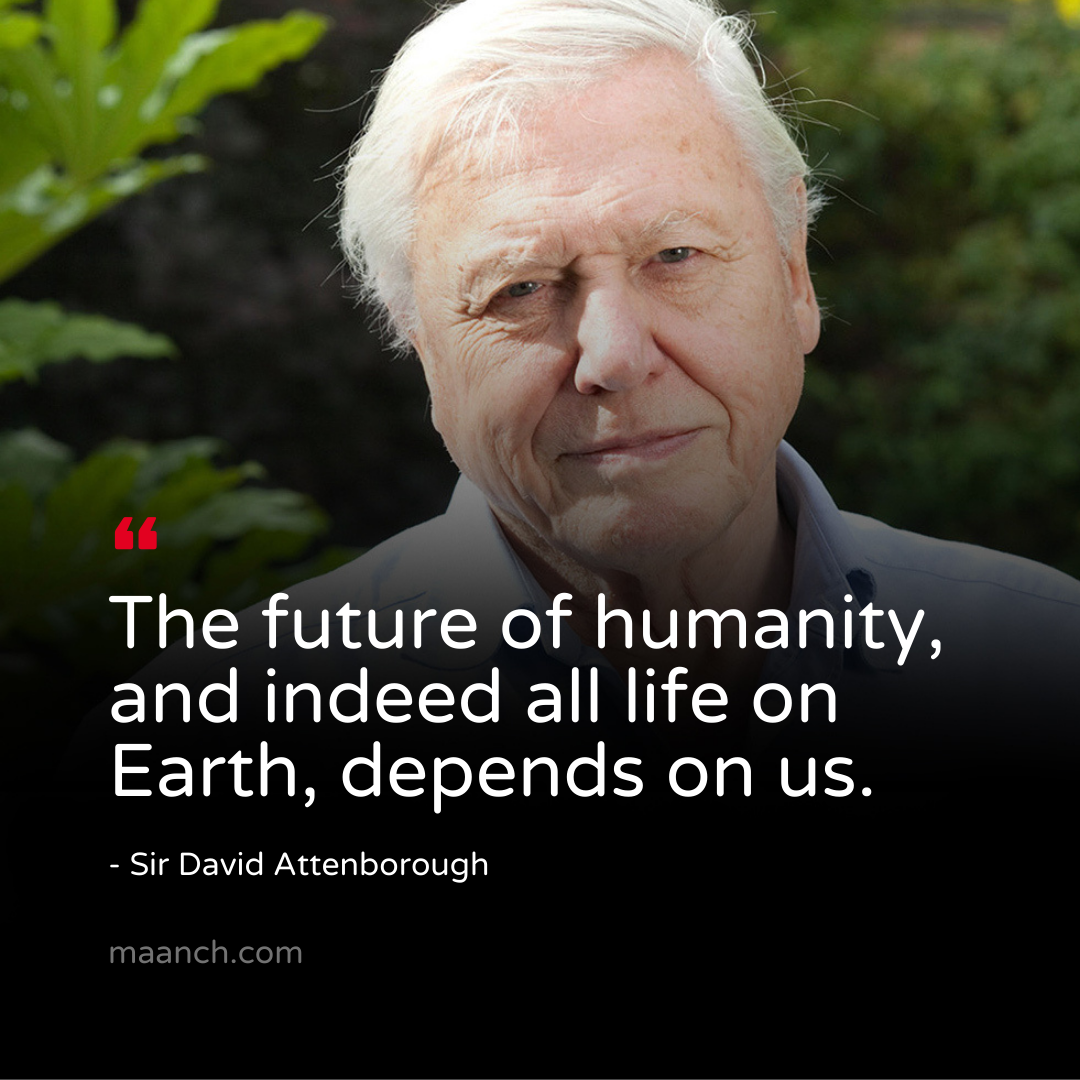 “
The future of humanity,
and indeed all life on
Earth, depends on us.
- Sir David Attenborough
maanch.com